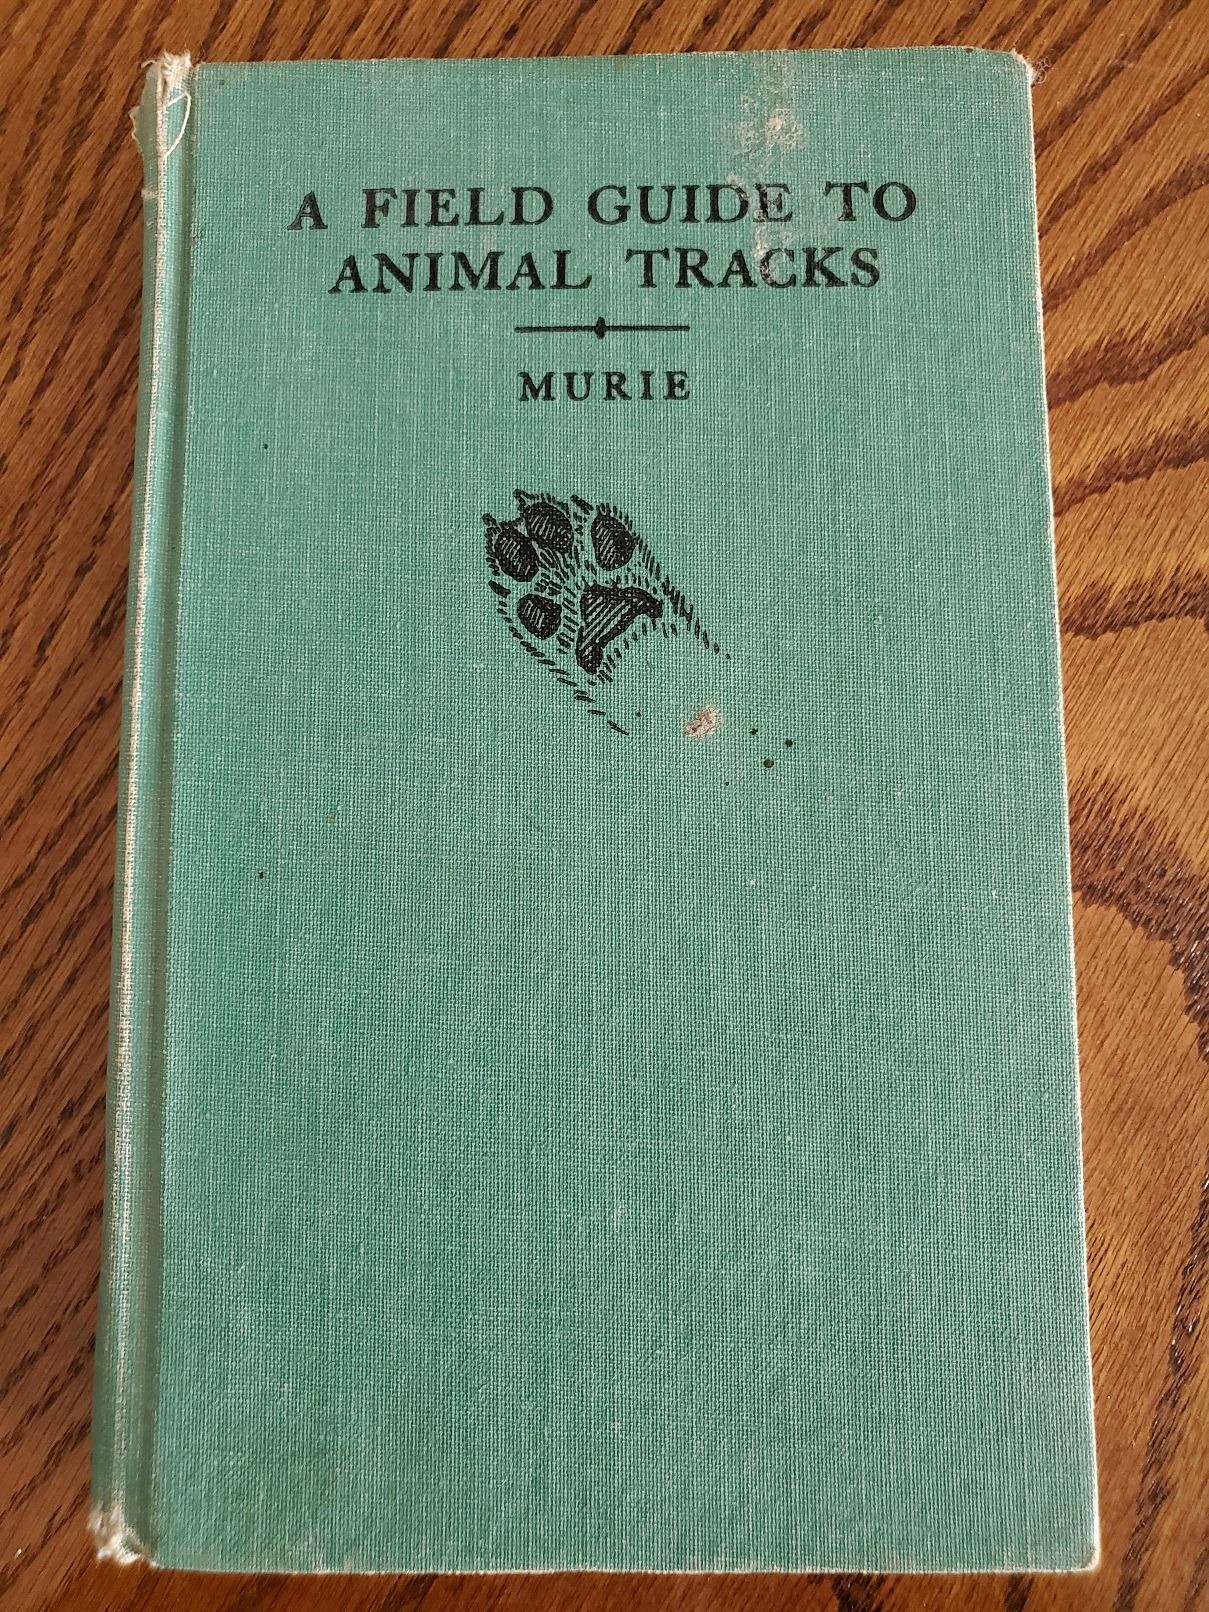 A FIELD GUIDE TO
ANIMAL TRACKS
MURIE